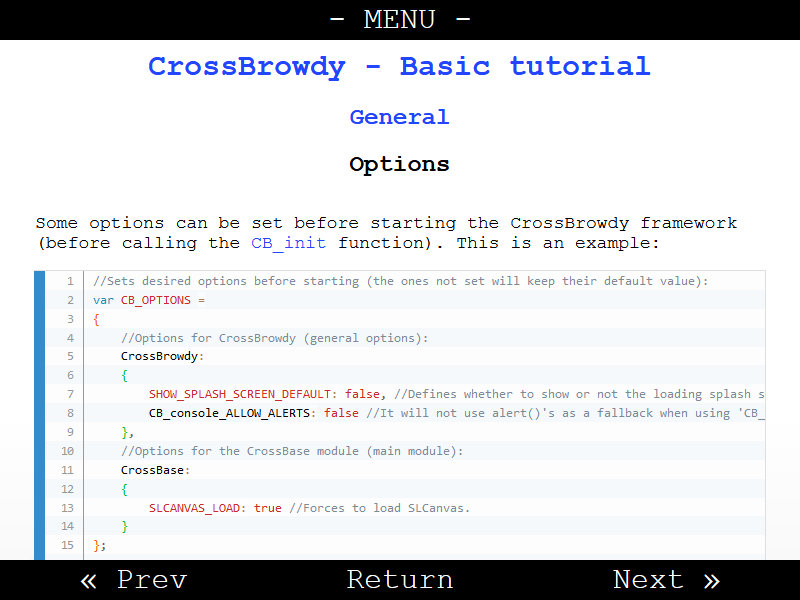 - MENU -
CrossBrowdy - Basic tutorial
General
Options
Some options can be set before starting the CrossBrowdy framework
(before calling the CB_init function). This is an example:
1 //Sets desired options before starting (the ones not set will keep their default value):
2 var CB_OPTIONS =
3 {
4 //Options for CrossBrowdy (general options):
5 CrossBrowdy:
6 {
7 SHOW_SPLASH_SCREEN_DEFAULT: false, //Defines whether to show or not the loading splash s
8 CB_console_ALLOW_ALERTS: false //It will not use alert()'s as a fallback when using 'CB_
9 },
10 //Options for the CrossBase module (main module):
11 CrossBase:
12 {
13 SLCANVAS_LOAD: true //Forces to load SLCanvas.
14 }
15 };
« Prev Return Next »